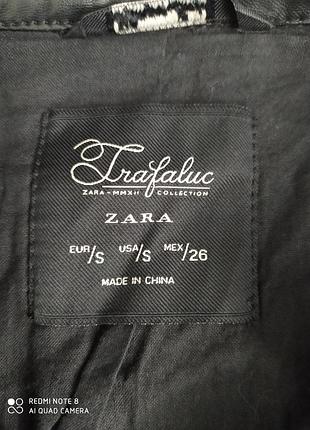 Trafaluc
ZARA - MMXII COLLECTION
ZARA
EUR/S USA/S MEX/26
MADE IN CHINA
REDMI NOTE 8
AI QUAD CAMERA